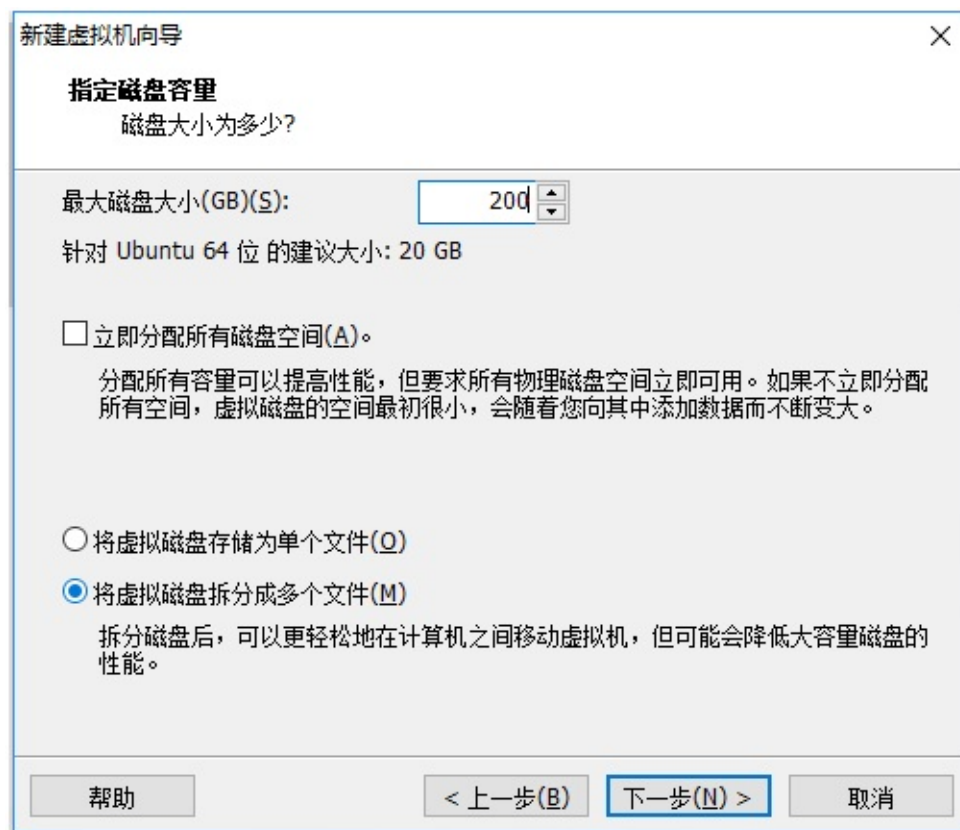 新建虚拟机向导
指定磁盘容量
磁盘大小为多少?
最大磁盘大小(GB)(S):
200
针对 Ubuntu 64 位 的建议大小: 20 GB
立即分配所有磁盘空间(A)。
分配所有容量可以提高性能，但要求所有物理磁盘空间立即可用。如果不立即分配
所有空间，虚拟磁盘的空间最初很小，会随着您向其中添加数据而不断变大。
将虚拟磁盘存储为单个文件(O)
将虚拟磁盘拆分成多个文件(M)
拆分磁盘后，可以更轻松地在计算机之间移动虚拟机，但可能会降低大容量磁盘的
性能。
帮助
< 上一步(B)
下一步(N) >
取消